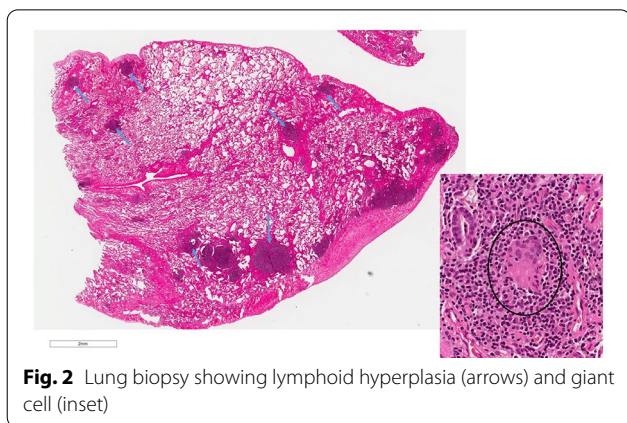 2mm
Fig. 2 Lung biopsy showing lymphoid hyperplasia (arrows) and giant
cell (inset)